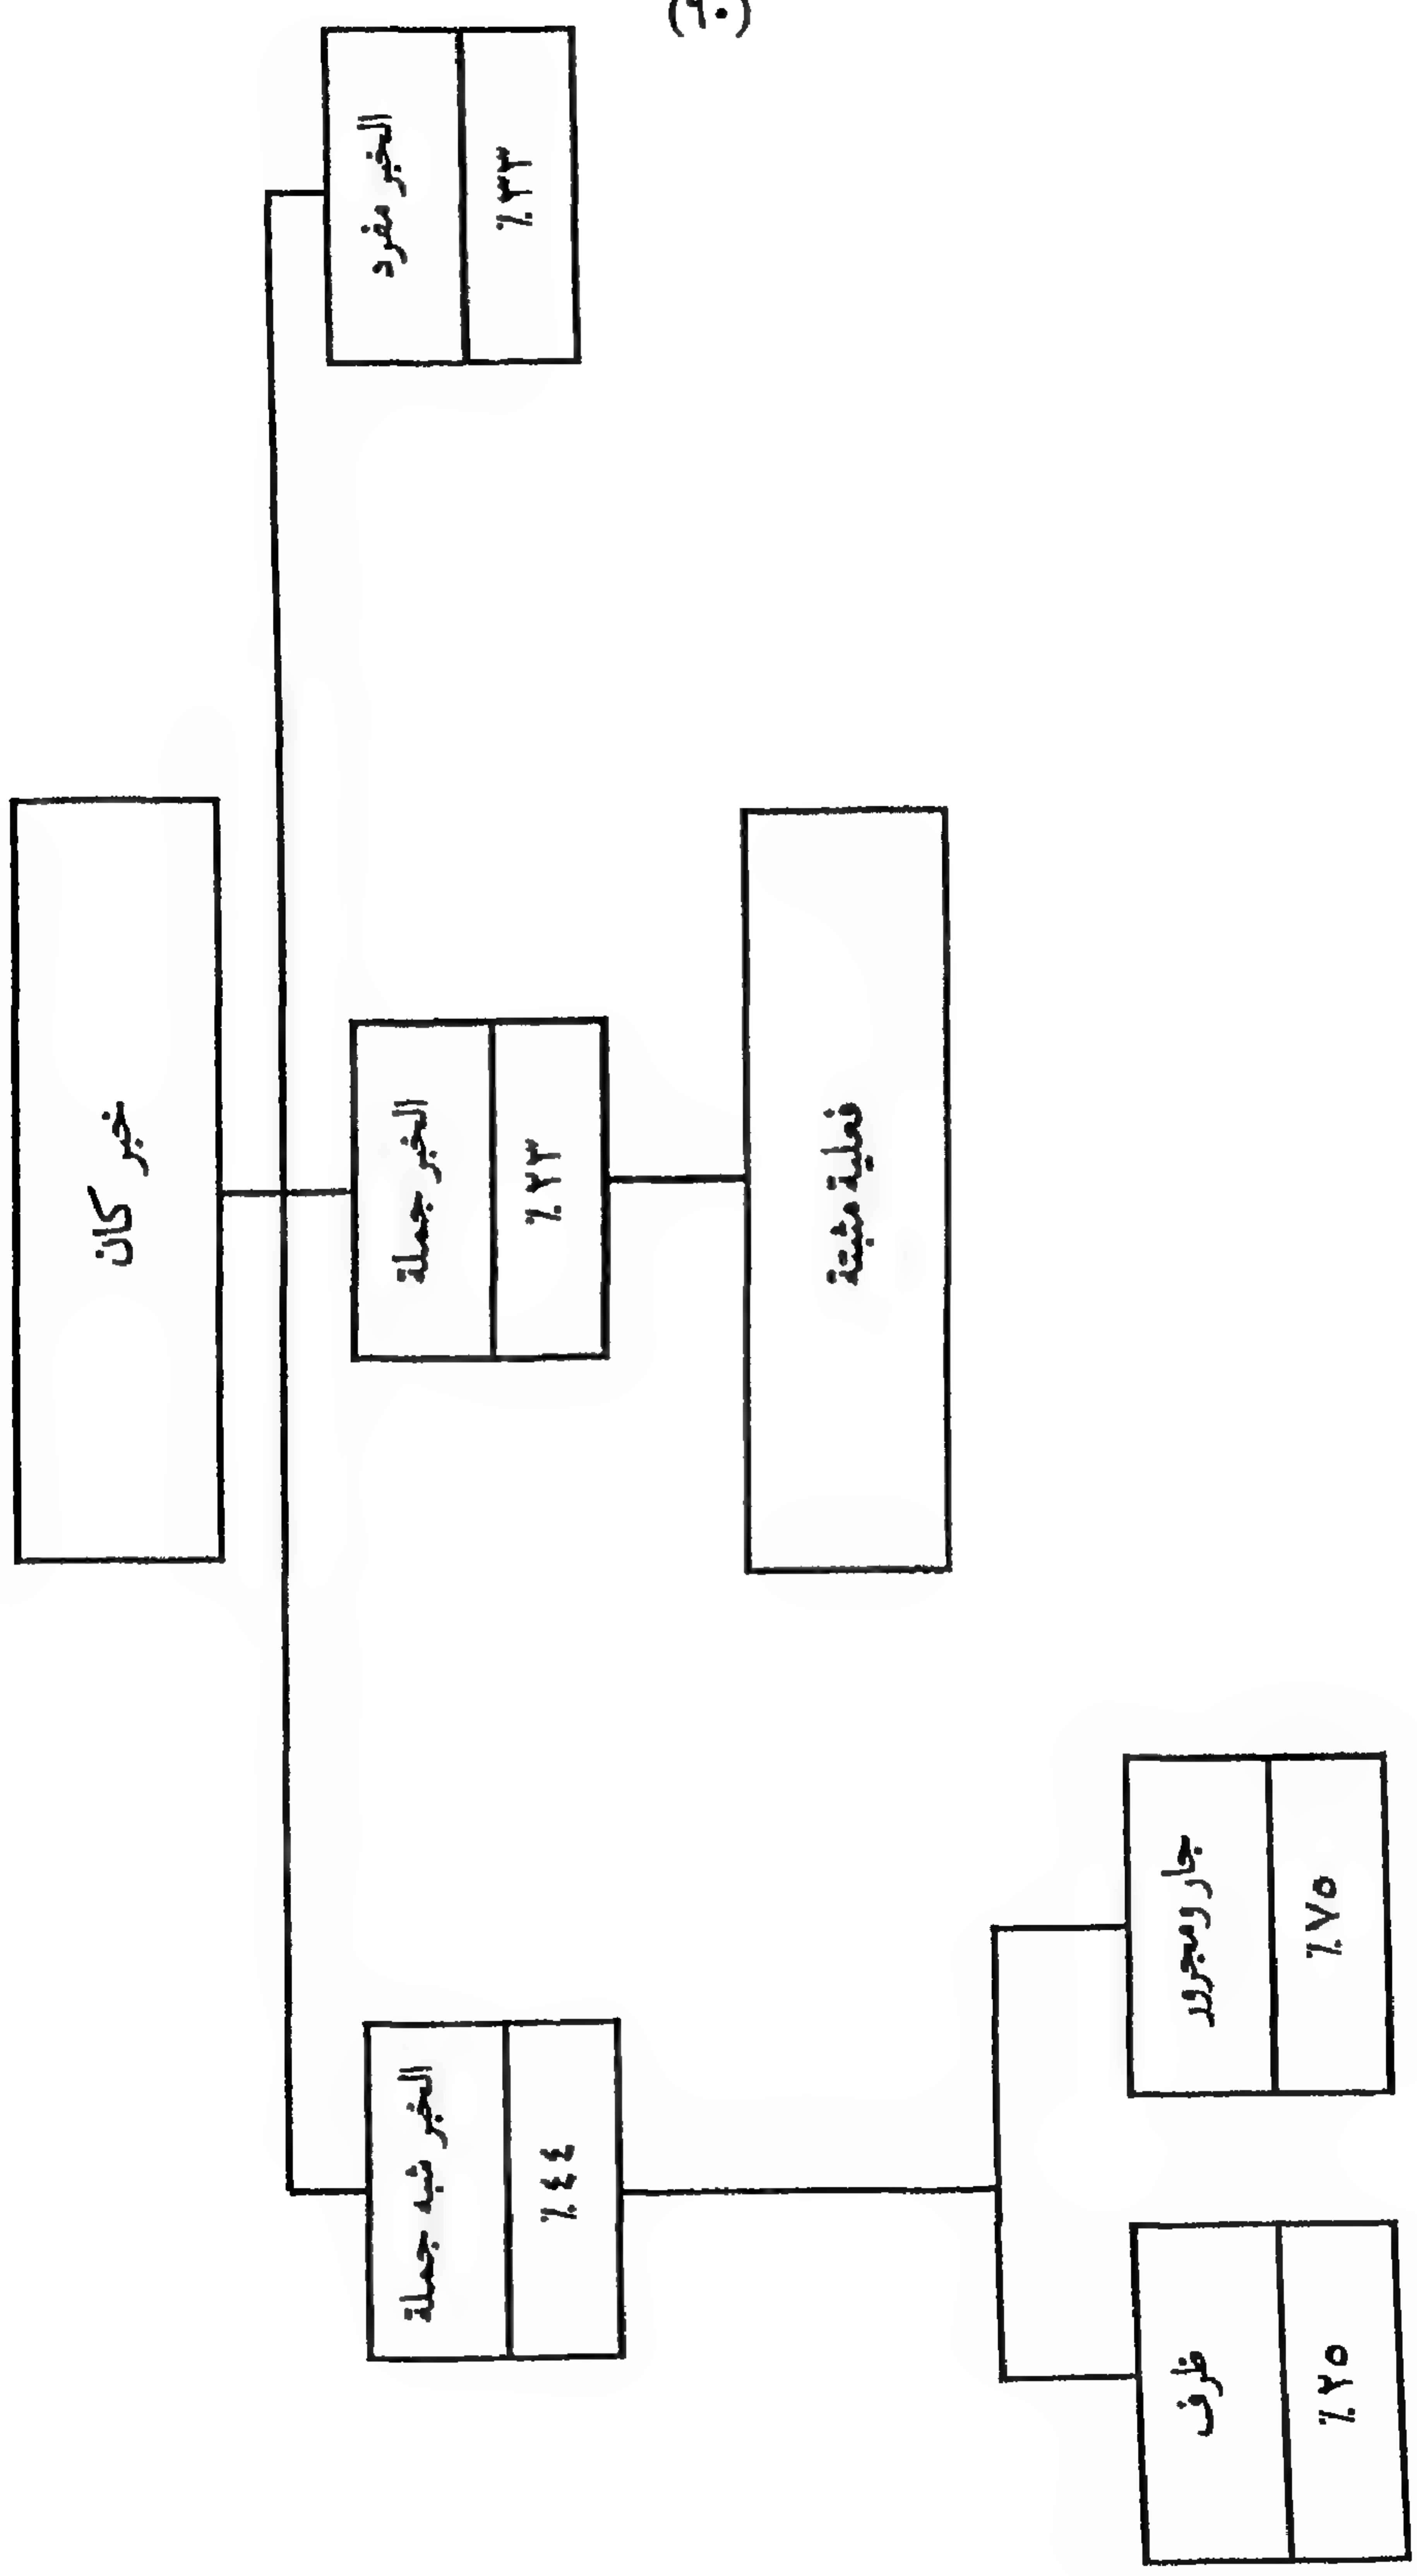 (٩٠)
خبر كان
الخبر مفرد
٣٣٪
الخبر جملة
٢٣٪
فعلية مثبتة
الخبر شبه جملة
٤٤٪
جار ومجرور
٧٥٪
ظرف
٢٥٪